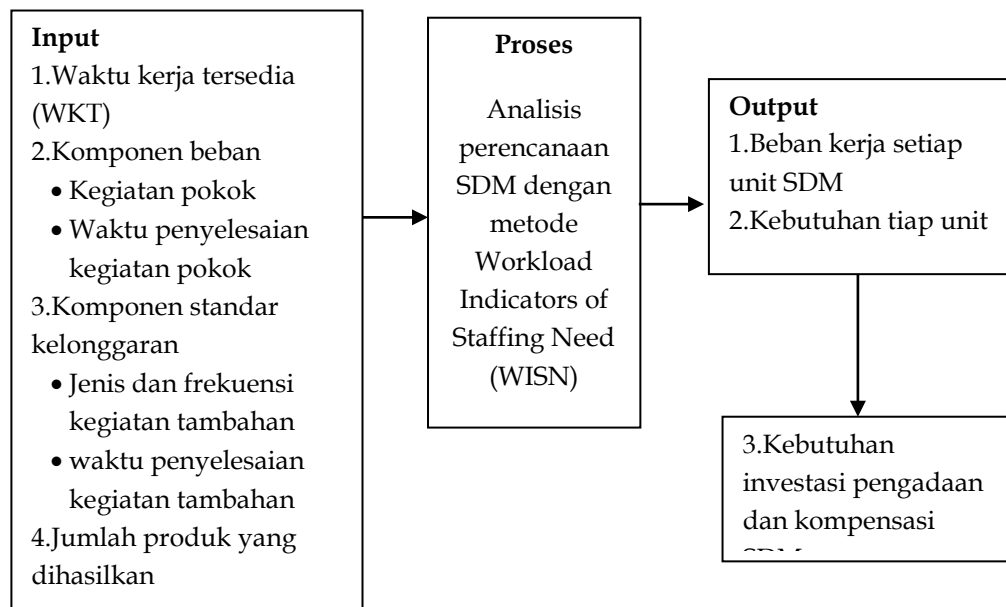 Input
1.Waktu kerja tersedia
(WKT)
2.Komponen beban
• Kegiatan pokok
• Waktu penyelesaian
kegiatan pokok
3.Komponen standar
kelonggaran
• Jenis dan frekuensi
kegiatan tambahan
• waktu penyelesaian
kegiatan tambahan
4.Jumlah produk yang
dihasilkan
Proses
Analisis
perencanaan
SDM dengan
metode
Workload
Indicators of
Staffing Need
(WISN)
Output
1.Beban kerja setiap
unit SDM
2.Kebutuhan tiap unit
3.Kebutuhan
investasi pengadaan
dan kompensasi